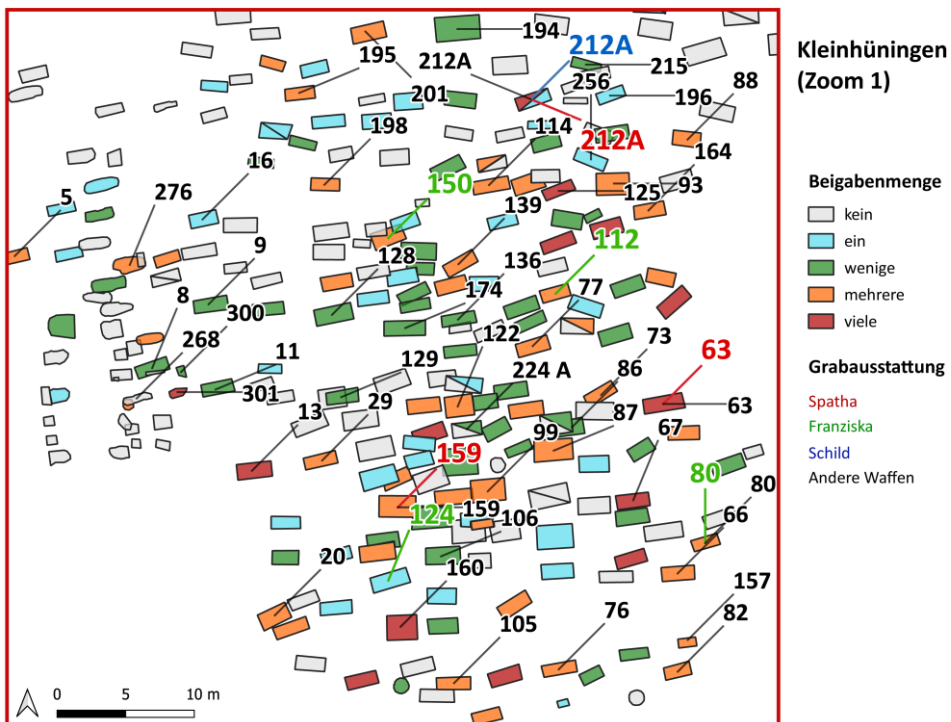 Kleinhüningen
(Zoom 1)
194
212A
195
212A
215
88
256
201
196
198
114
212A
164
16
150
125
93
5
276
139
9
128
112
136
8
300
174
77
268
122
73
11
129
224 A
86
63
301
13
29
87
63
99
67
159
80
80
124
159
106
66
20
160
157
76
82
105
0 5 10 m
Beigabenmenge
kein
ein
wenige
mehrere
viele
Grabausstattung
Spatha
Franziska
Schild
Andere Waffen